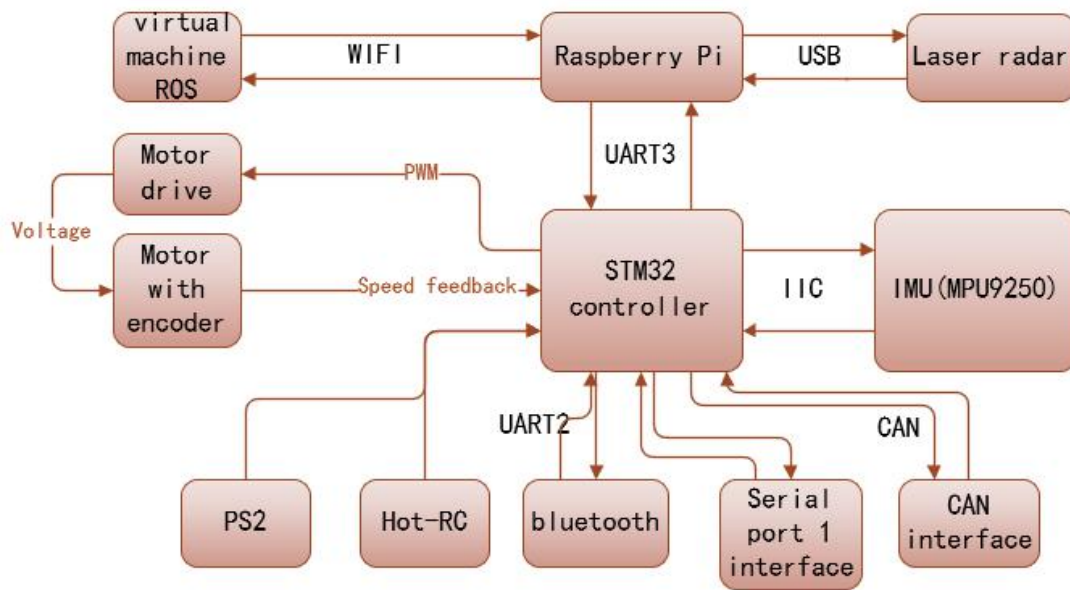 virtual
machine
ROS
WIFI
Raspberry Pi
USB
Laser radar
UART3
Motor
drive
PWM
Voltage
Motor
with
encoder
Speed feedback
STM32
controller
IIC
IMU(MPU9250)
UART2
CAN
PS2
Hot-RC
bluetooth
Serial
port 1
interface
CAN
interface